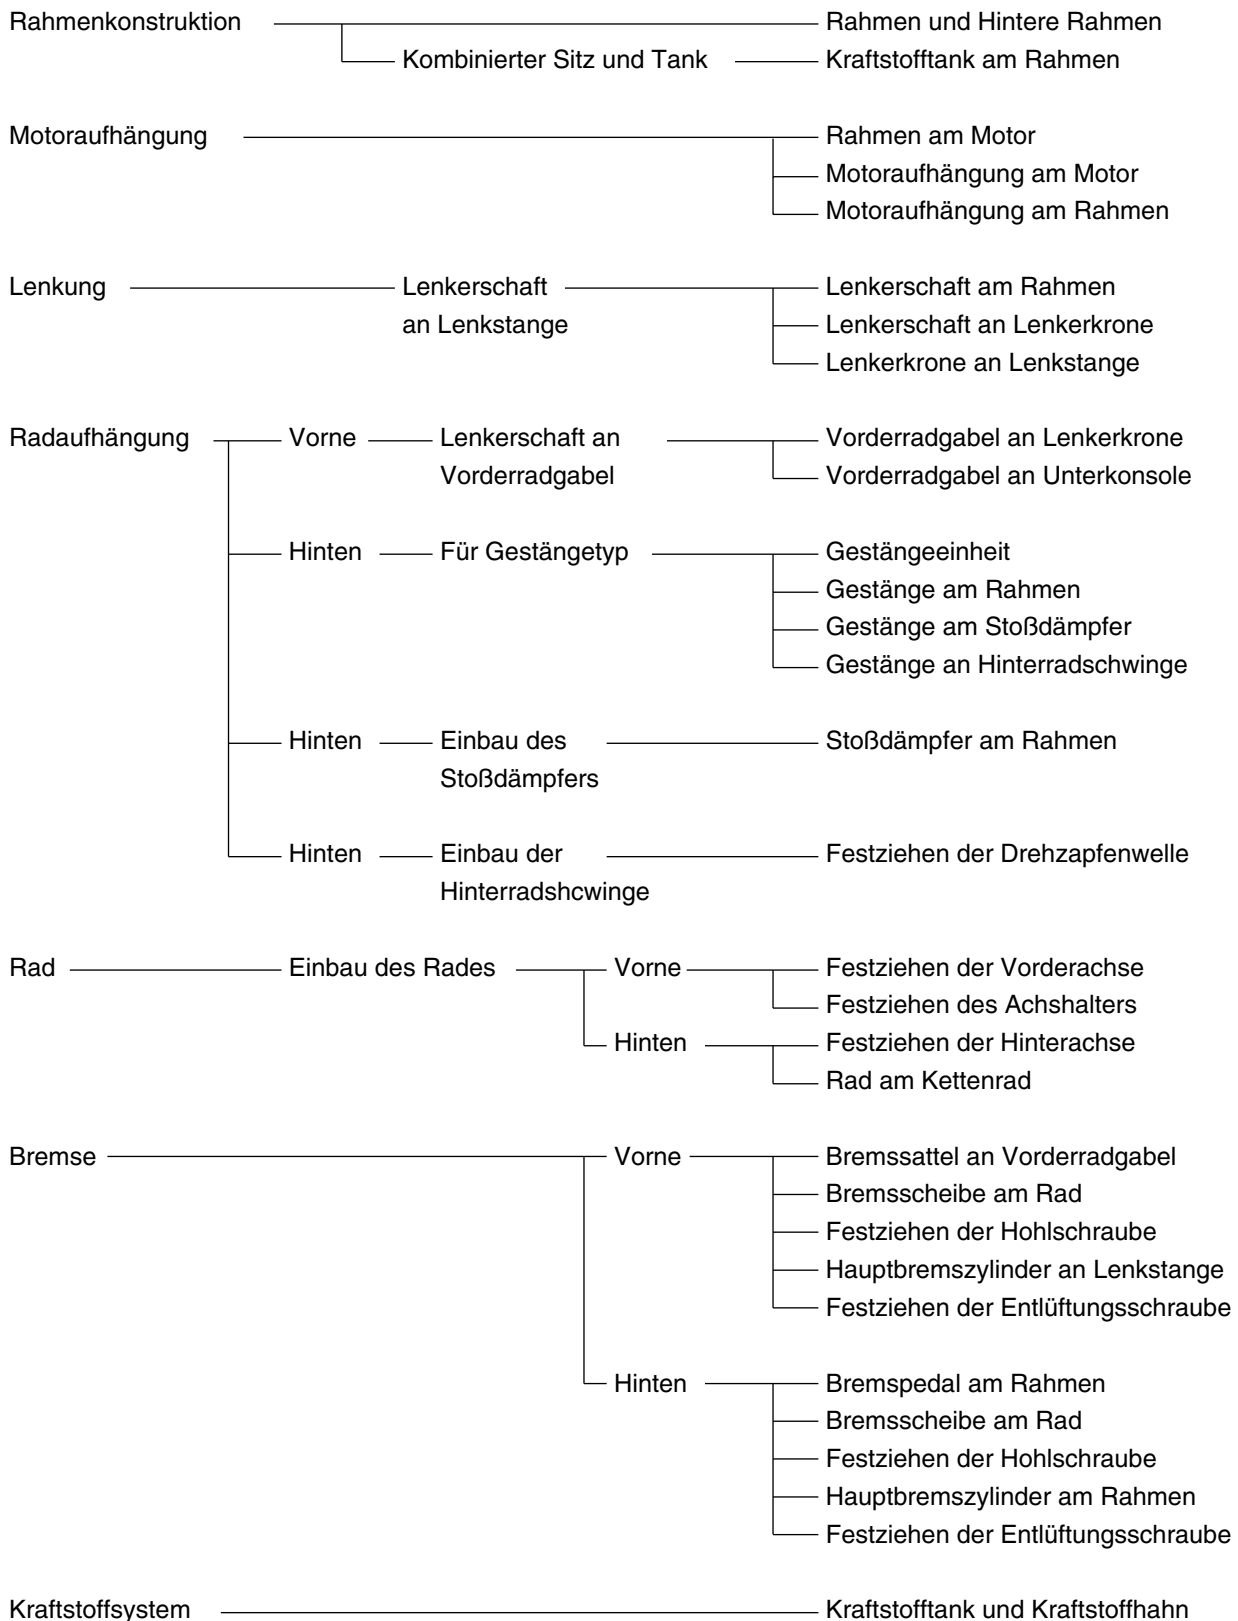 Rahmenkonstruktion Rahmen und Hintere Rahmen
Kombinierter Sitz und Tank Kraftstofftank am Rahmen
Motoraufhängung Rahmen am Motor
Motoraufhängung am Motor
Motoraufhängung am Rahmen
Lenkung Lenkerschaft Lenkerschaft am Rahmen
an Lenkstange Lenkerschaft an Lenkerkrone
Lenkerkrone an Lenkstange
Radaufhängung Vorne Lenkerschaft an Vorderradgabel an Lenkerkrone
Vorderradgabel Vorderradgabel an Unterkonsole
Hinten Für Gestängetyp Gestängeeinheit
Gestänge am Rahmen
Gestänge am Stoßdämpfer
Gestänge an Hinterradschwinge
Hinten Einbau des Stoßdämpfer am Rahmen
Stoßdämpfers
Hinten Einbau der Festziehen der Drehzapfenwelle
Hinterradshcwinge
Rad Einbau des Rades Vorne Festziehen der Vorderachse
Festziehen des Achshalters
Hinten Festziehen der Hinterachse
Rad am Kettenrad
Bremse Vorne Bremssattel an Vorderradgabel
Bremsscheibe am Rad
Festziehen der Hohlschraube
Hauptbremszylinder an Lenkstange
Festziehen der Entlüftungsschraube
Hinten Bremspedal am Rahmen
Bremsscheibe am Rad
Festziehen der Hohlschraube
Hauptbremszylinder am Rahmen
Festziehen der Entlüftungsschraube
Kraftstoffsystem Kraftstofftank und Kraftstoffhahn